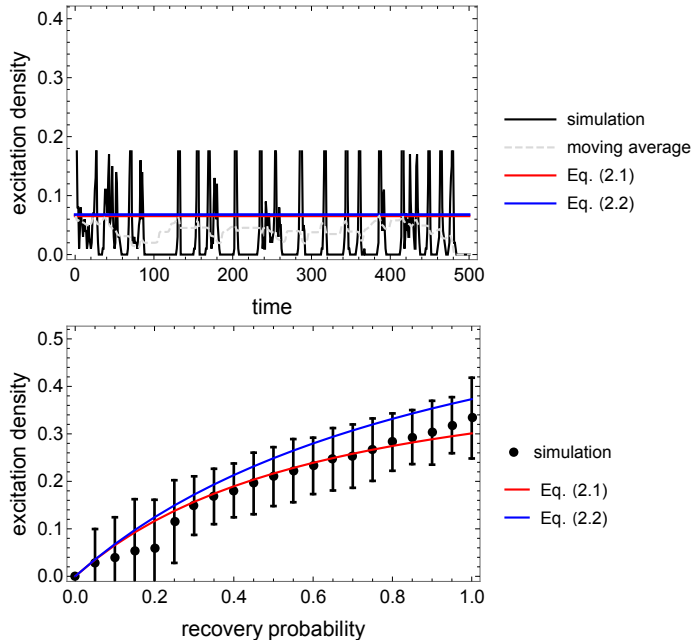 0.4
0.3
0.2
0.1
0.0
excitation density
0 100 200 300 400 500
time
simulation
moving average
Eq. (2.1)
Eq. (2.2)
0.5
0.4
0.3
0.2
0.1
0.0
excitation density
0.0 0.2 0.4 0.6 0.8 1.0
recovery probability
simulation
Eq. (2.1)
Eq. (2.2)